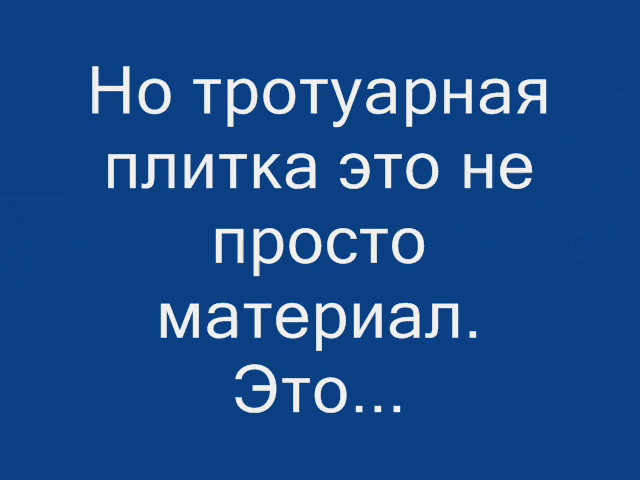 Но тротуарная
плитка это не
просто
материал.
Это...